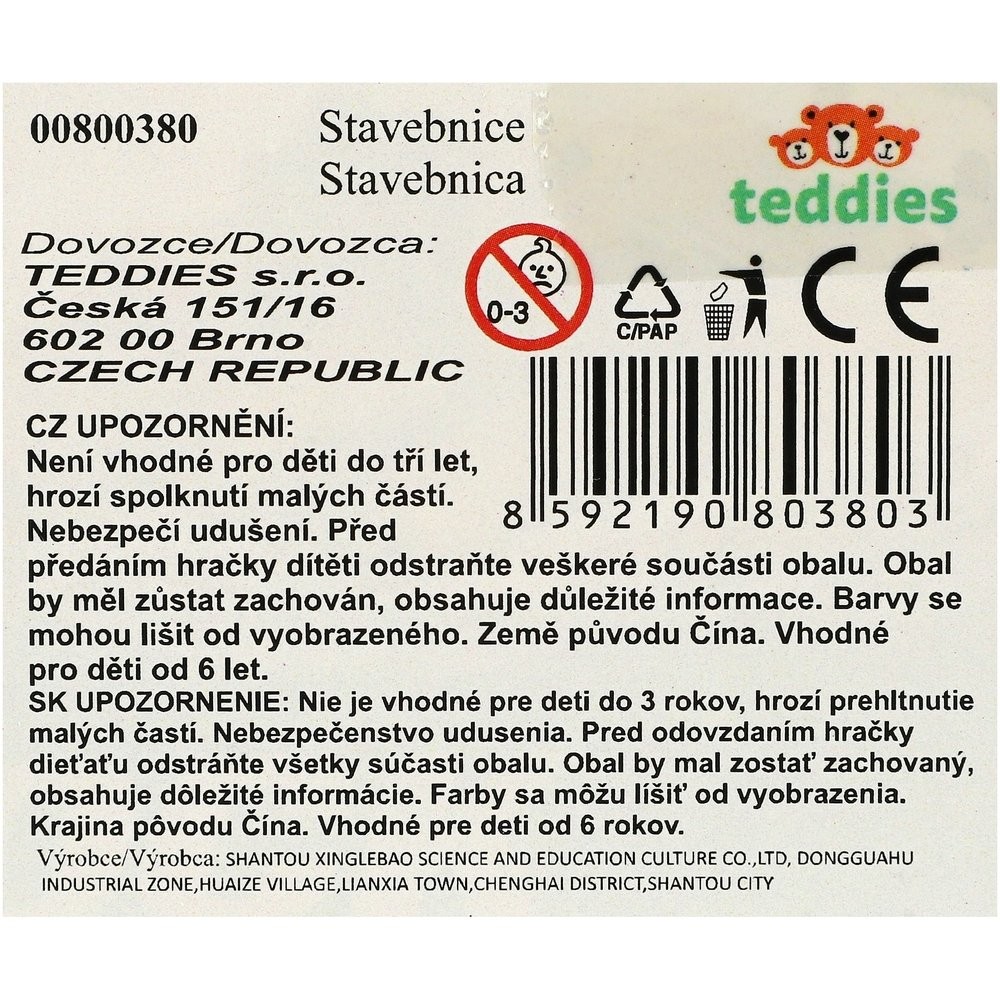 00800380
Stavebnice
Stavebnica
teddies
Dovozce/Dovozca:
TEDDIES s.r.o.
Česká 151/16
602 00 Brno
CZECH REPUBLIC
0-3
C/PAP
CE
8 592190 803803
CZ UPOZORNĚNÍ:
Není vhodné pro děti do tří let,
hrozí spolknutí malých částí.
Nebezpečí udušení. Před
předáním hračky dítěti odstraňte veškeré součásti obalu. Obal
by měl zůstat zachován, obsahuje důležité informace. Barvy se
mohou lišit od vyobrazeného. Země původu Čína. Vhodné
pro děti od 6 let.
SK UPOZORNENIE: Nie je vhodné pre deti do 3 rokov, hrozí prehltnutie
malých častí. Nebezpečenstvo udusenia. Pred odovzdaním hračky
dieťaťu odstráňte všetky súčasti obalu. Obal by mal zostať zachovaný,
obsahuje dôležité informácie. Farby sa môžu líšiť od vyobrazenia.
Krajina pôvodu Čína. Vhodné pre deti od 6 rokov.
Výrobce/Výrobca: SHANTOU XINGLEBAO SCIENCE AND EDUCATION CULTURE CO.,LTD, DONGGUAHU
INDUSTRIAL ZONE,HUAIZE VILLAGE,LIANXIA TOWN,CHENGHAI DISTRICT,SHANTOU CITY